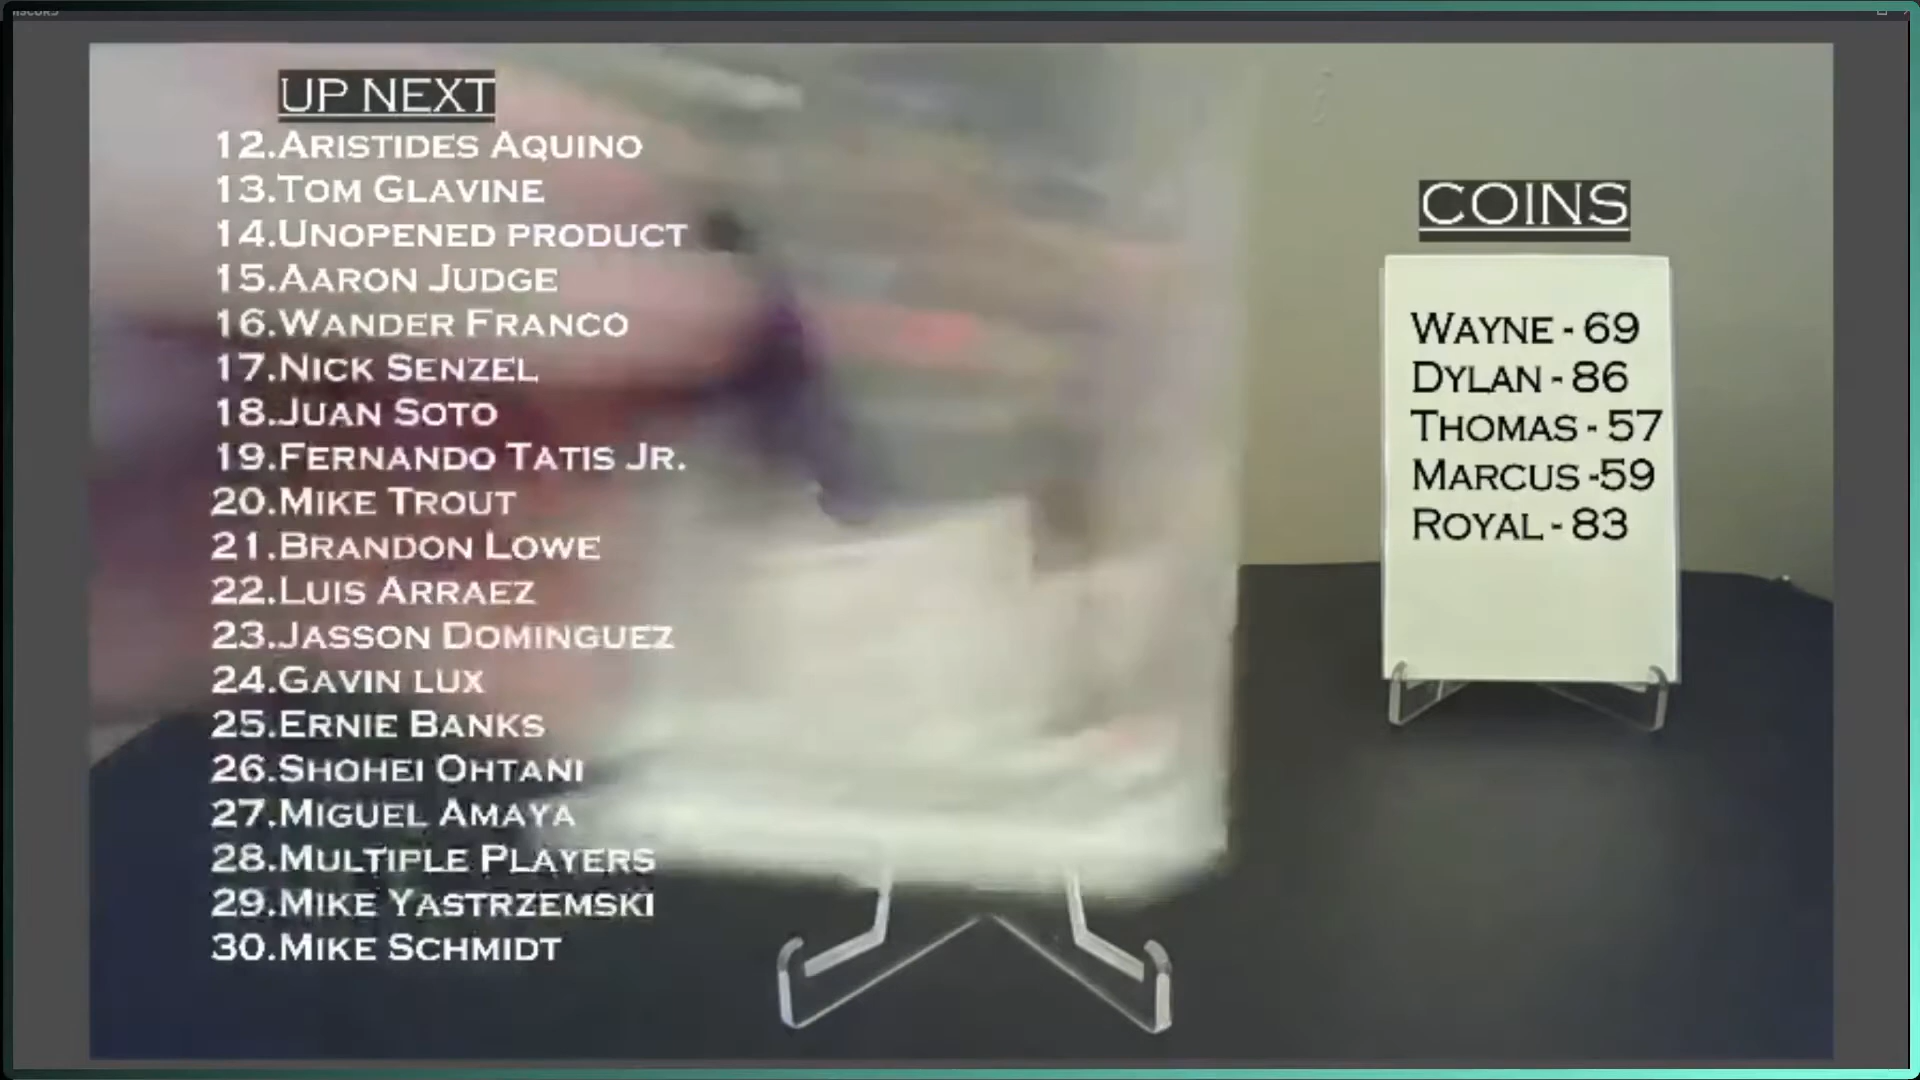 UP NEXT
12.ARISTIDES AQUINO
13.TOM GLAVINE
14.UNOPENED PRODUCT
15.AARON JUDGE
16.WANDER FRANCO
17.NICK SENZEL
18.JUAN SOTO
19.FERNANDO TATIS JR.
20.MIKE TROUT
21.BRANDON LOWE
22.LUIS ARRAEZ
23.JASSON DOMINGUEZ
24.GAVIN LUX
25.ERNIE BANKS
26.SHOHEI OHTANI
27.MIGUEL AMAYA
28.MULTIPLE PLAYERS
29.MIKE YASTRZEMSKI
30.MIKE SCHMIDT
COINS
WAYNE - 69
DYLAN - 86
THOMAS - 57
MARCUS -59
ROYAL - 83